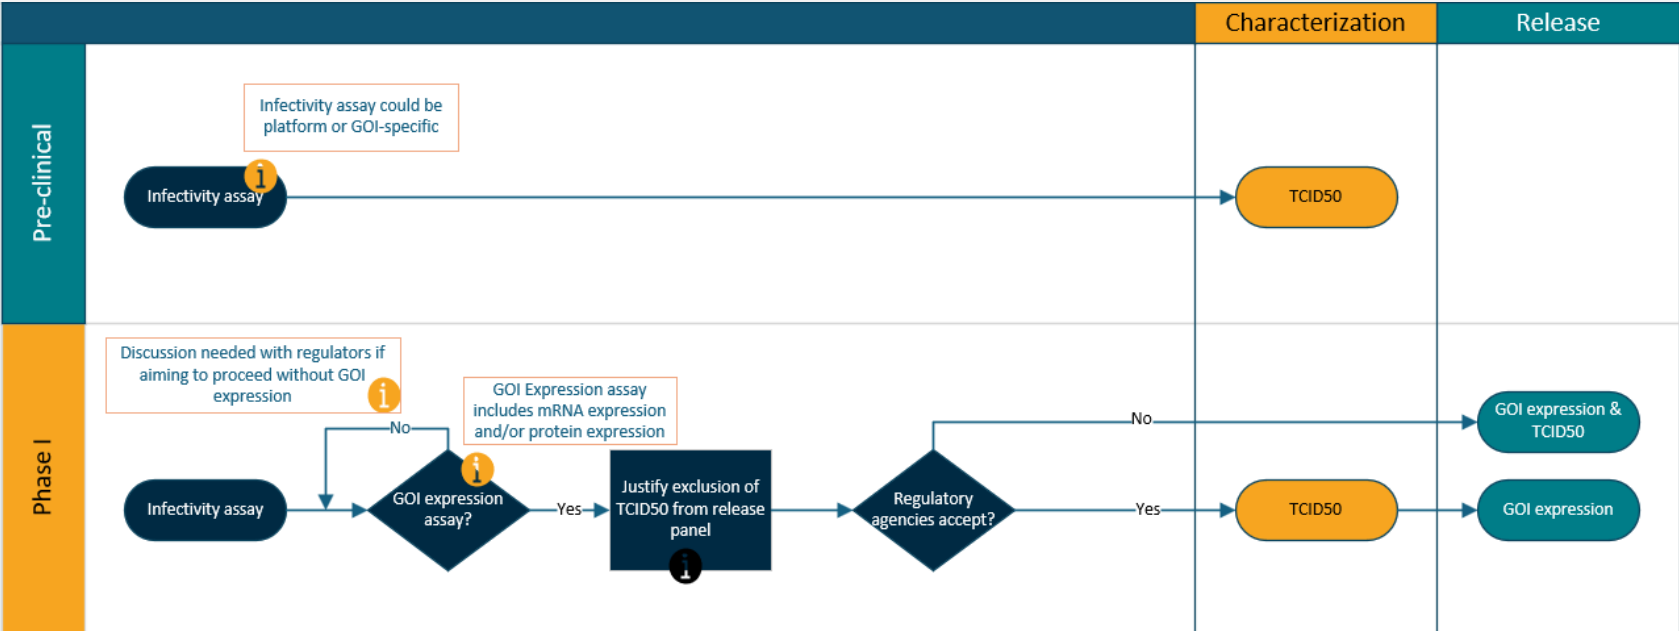 Characterization
Release
Pre-clinical
Infectivity assay could be
platform or GOI-specific
i
Infectivity assay
TCID50
Phase I
Discussion needed with regulators if
aiming to proceed without GOI
expression
i
GOI Expression assay
includes mRNA expression
and/or protein expression
No
i
Infectivity assay
GOI expression
assay?
Yes
Justify exclusion of
TCID50 from release
panel
i
Regulatory
agencies accept?
No
GOI expression &
TCID50
Yes
TCID50
GOI expression